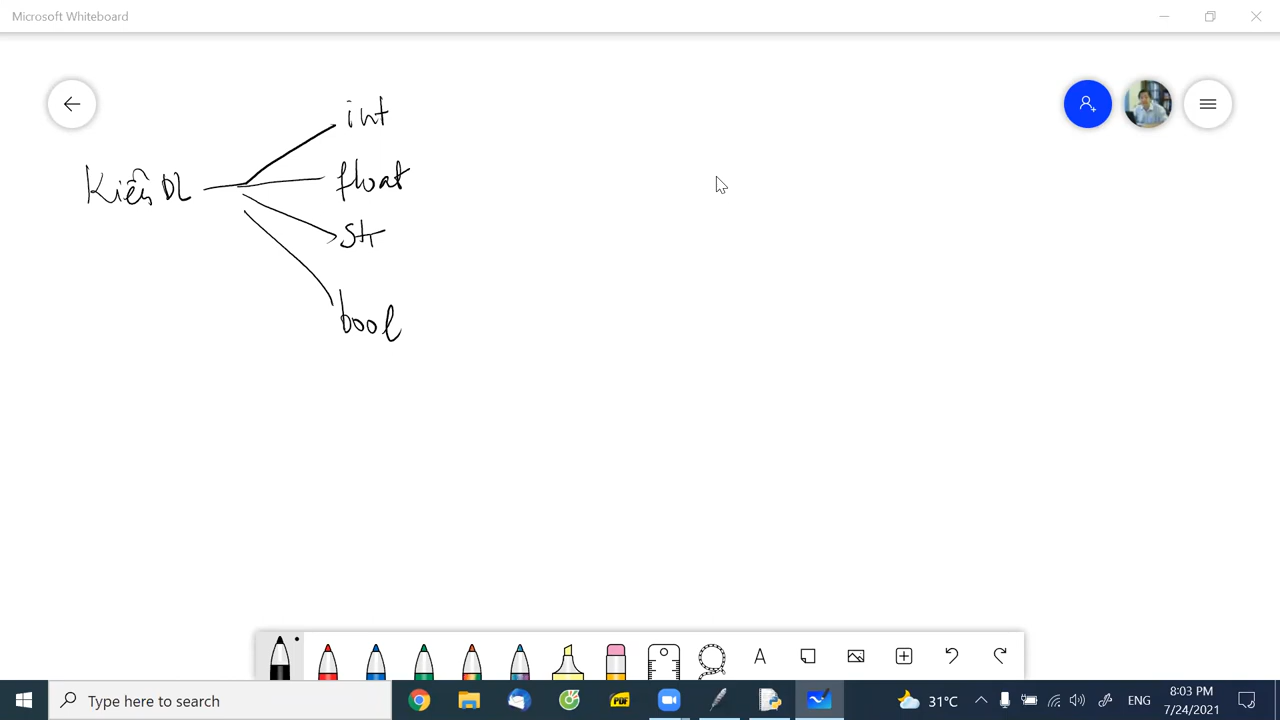 Microsoft Whiteboard
int
Kiểu DL
float
str
bool
A
PDF
Type here to search
31°C
ENG
8:03 PM
7/24/2021